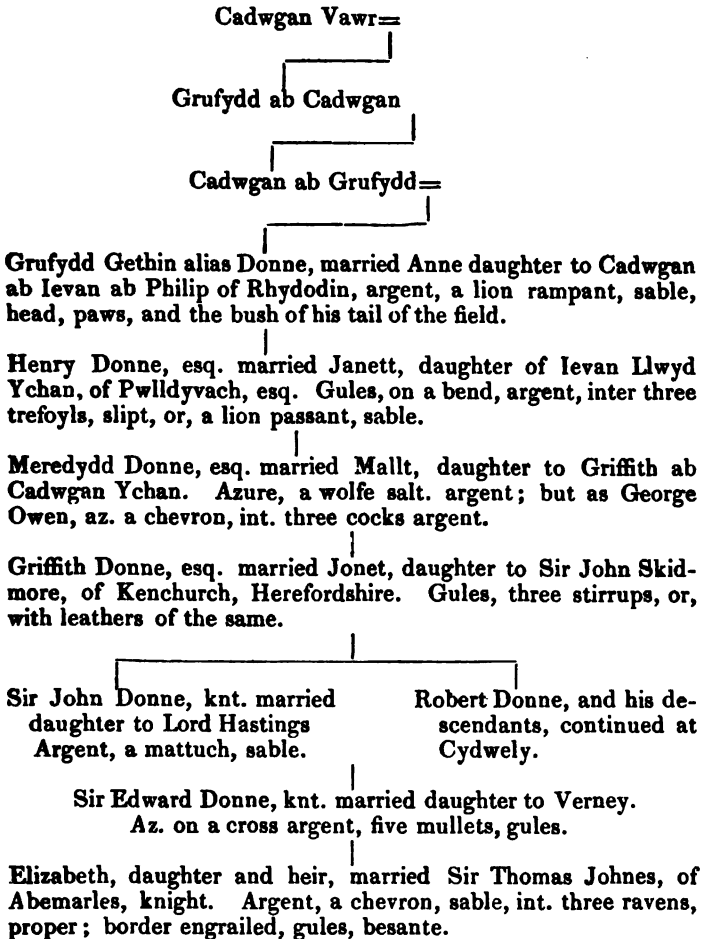 Cadwgan Vawr=
Grufydd ab Cadwgan
Cadwgan ab Grufydd=
Grufydd Gethin alias Donne, married Anne daughter to Cadwgan
ab Ievan ab Philip of Rhydodin, argent, a lion rampant, sable,
head, paws, and the bush of his tail of the field.
Henry Donne, esq. married Janett, daughter of Ievan Llwyd
Ychan, of Pwlldyvach, esq. Gules, on a bend, argent, inter three
trefoyls, slipt, or, a lion passant, sable.
Meredydd Donne, esq. married Mallt, daughter to Griffith ab
Cadwgan Ychan. Azure, a wolfe salt. argent; but as George
Owen, az. a chevron, int. three cocks argent.
Griffith Donne, esq. married Jonet, daughter to Sir John Skid-
more, of Kenchurch, Herefordshire. Gules, three stirrups, or,
with leathers of the same.
Sir John Donne, knt. married
daughter to Lord Hastings
Argent, a mattuch, sable.
Robert Donne, and his de-
scendants, continued at
Cydwely.
Sir Edward Donne, knt. married daughter to Verney.
Az. on a cross argent, five mullets, gules.
Elizabeth, daughter and heir, married Sir Thomas Johnes, of
Abemarles, knight. Argent, a chevron, sable, int. three ravens,
proper; border engrailed, gules, besante.